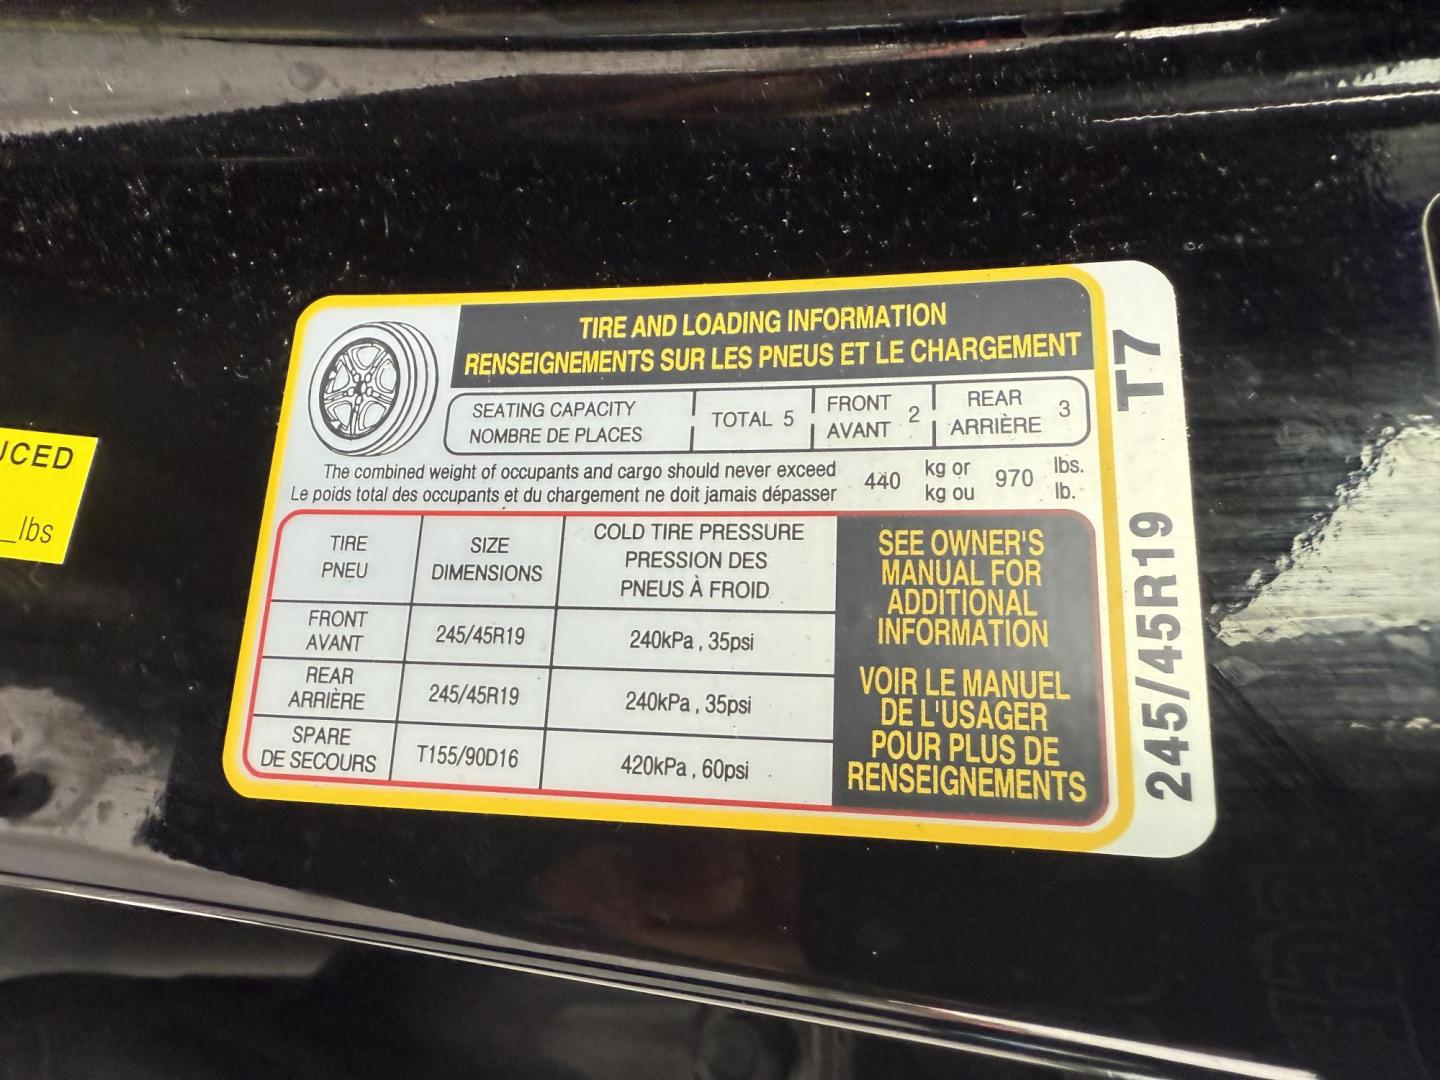 TIRE AND LOADING INFORMATION
RENSEIGNEMENTS SUR LES PNEUS ET LE CHARGEMENT
SEATING CAPACITY
NOMBRE DE PLACES
TOTAL 5
FRONT
AVANT
2
REAR
ARRIÈRE
3
The combined weight of occupants and cargo should never exceed
Le poids total des occupants et du chargement ne doit jamais dépasser
440
kg or
kg ou
970
lbs.
lb.
TIRE
PNEU
SIZE
DIMENSIONS
COLD TIRE PRESSURE
PRESSION DES
PNEUS À FROID
FRONT
AVANT
245/45R19
240kPa , 35psi
REAR
ARRIÈRE
245/45R19
240kPa , 35psi
SPARE
DE SECOURS
T155/90D16
420kPa , 60psi
SEE OWNER'S
MANUAL FOR
ADDITIONAL
INFORMATION
VOIR LE MANUEL
DE L'USAGER
POUR PLUS DE
RENSEIGNEMENTS
245/45R19 T7
lbs